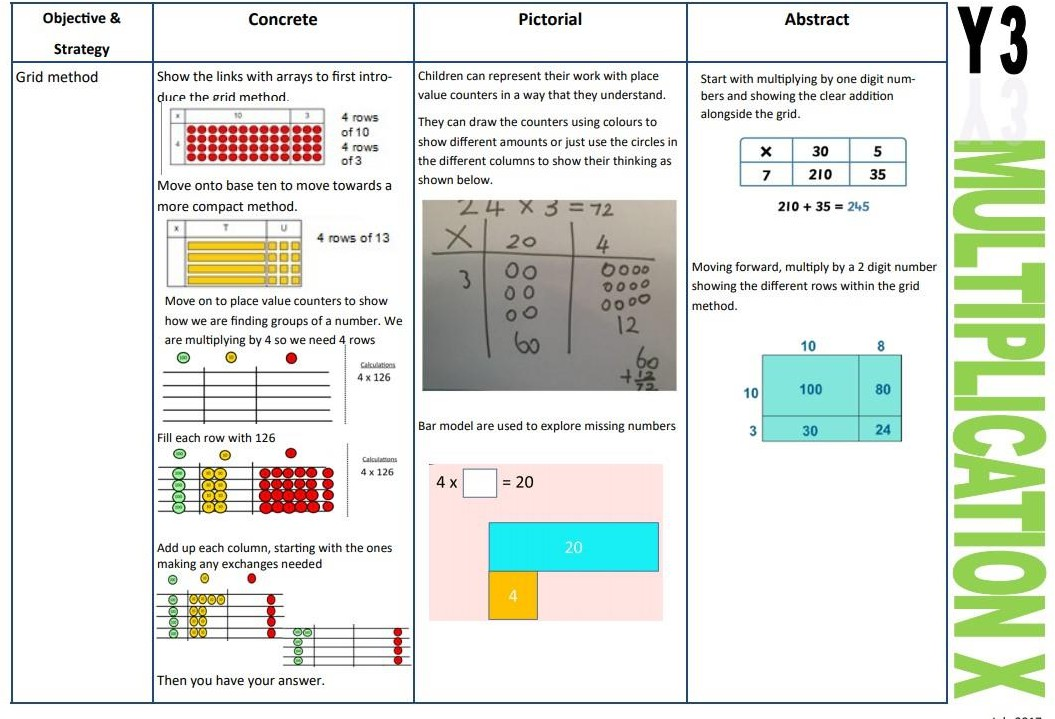 Objective &
Strategy
Concrete
Pictorial
Abstract
Y3
MULTIPLICATION X
Grid method
Show the links with arrays to first intro-
duce the grid method.
x 10 3
4
4 rows
of 10
4 rows
of 3
Move onto base ten to move towards a
more compact method.
x T U
4 rows of 13
Move on to place value counters to show
how we are finding groups of a number. We
are multiplying by 4 so we need 4 rows
Calculations
4 x 126
Fill each row with 126
Calculations
4 x 126
Add up each column, starting with the ones
making any exchanges needed
Then you have your answer.
Children can represent their work with place
value counters in a way that they understand.
They can draw the counters using colours to
show different amounts or just use the circles in
the different columns to show their thinking as
shown below.
24 x 3 = 72
X 20 4
3
12
60
60
+12
72
Bar model are used to explore missing numbers
4 x = 20
20
4
Start with multiplying by one digit num-
bers and showing the clear addition
alongside the grid.
x 30 5
7 210 35
210 + 35 = 245
Moving forward, multiply by a 2 digit number
showing the different rows within the grid
method.
10 8
10 100 80
3 30 24